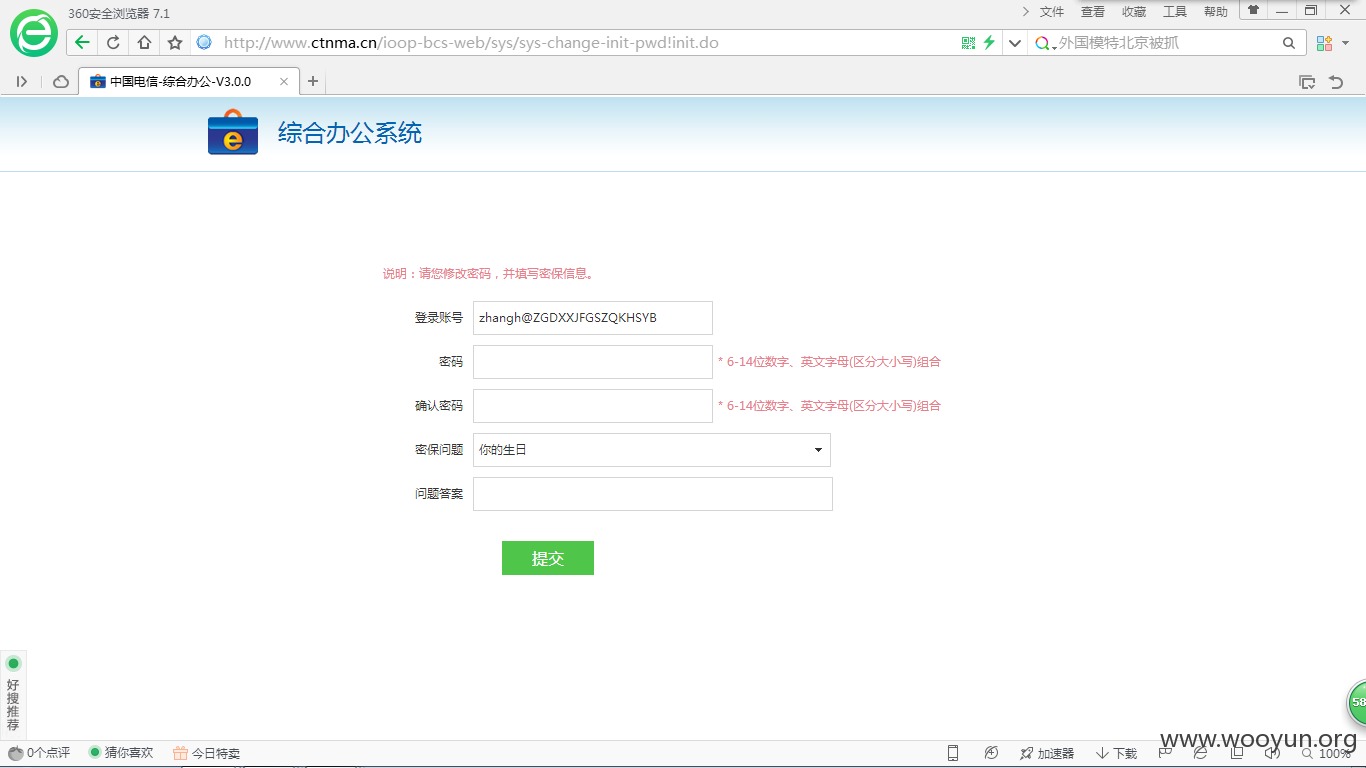 360安全浏览器 7.1
文件 查看 收藏 工具 帮助
http://www.ctnma.cn/ioop-bcs-web/sys/sys-change-init-pwd!init.do
外国模特北京被抓
中国电信-综合办公-V3.0.0
e 综合办公系统
说明：请您修改密码，并填写密保信息。
登录账号 zhangh@ZGDXXJFGSZQKHSYB
密码 * 6-14位数字、英文字母(区分大小写)组合
确认密码 * 6-14位数字、英文字母(区分大小写)组合
密保问题 你的生日
问题答案
提交
好搜推荐
58
www.wooyun.org
0个点评 猜你喜欢 今日特卖 加速器 下载 100%